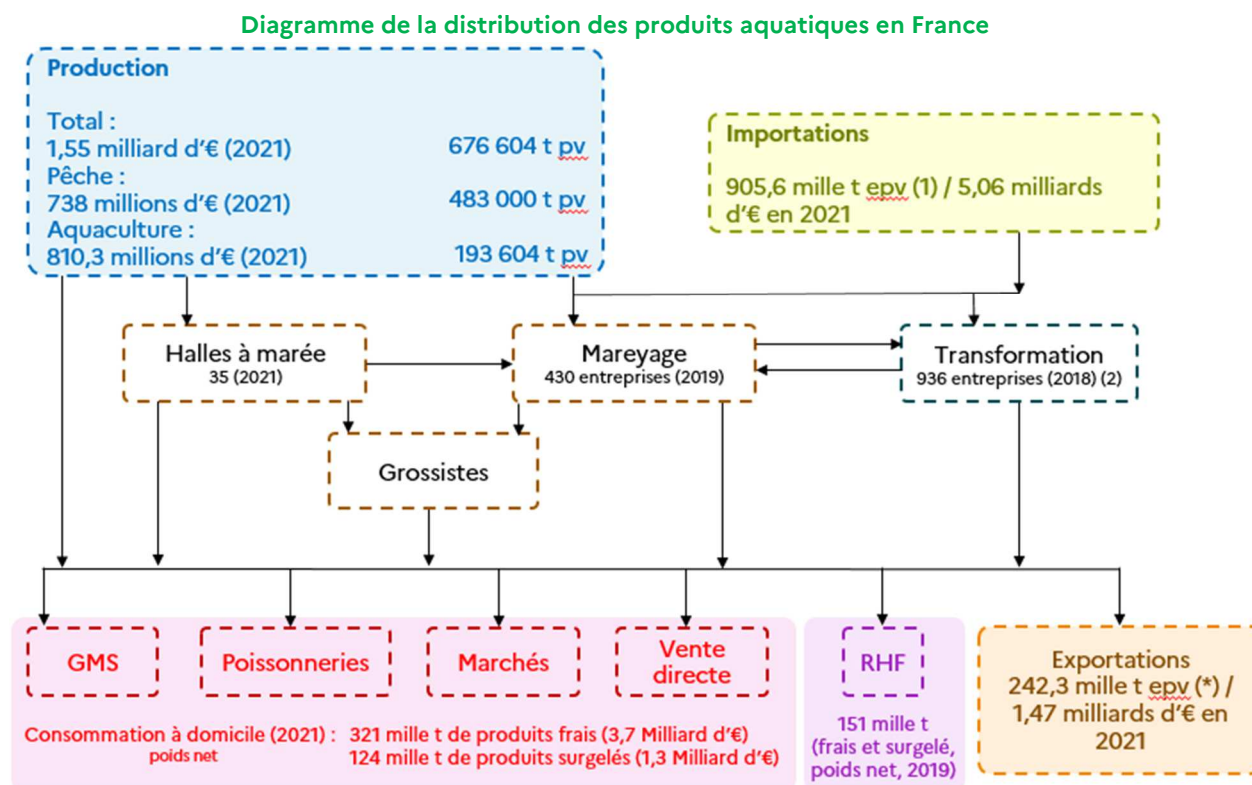 Diagramme de la distribution des produits aquatiques en France
Production
Total :
1,55 milliard d'€ (2021) 676 604 t pv
Pêche :
738 millions d'€ (2021) 483 000 t pv
Aquaculture :
810,3 millions d'€ (2021) 193 604 t pv
Importations
905,6 mille t epv (1) / 5,06 milliards
d'€ en 2021
Halles à marée
35 (2021)
Mareyage
430 entreprises (2019)
Transformation
936 entreprises (2018) (2)
Grossistes
GMS
Poissonneries
Marchés
Vente
directe
Consommation à domicile (2021) : 321 mille t de produits frais (3,7 Milliard d'€)
poids net 124 mille t de produits surgelés (1,3 Milliard d'€)
RHF
151 mille t
(frais et surgelé,
poids net, 2019)
Exportations
242,3 mille t epv (*) /
1,47 milliards d'€ en
2021